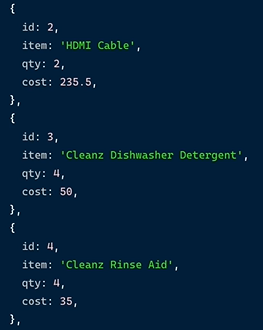 {
id: 2,
item: 'HDMI Cable',
qty: 2,
cost: 235.5,
},
{
id: 3,
item: 'Cleanz Dishwasher Detergent',
qty: 4,
cost: 50,
},
{
id: 4,
item: 'Cleanz Rinse Aid',
qty: 4,
cost: 35,
},